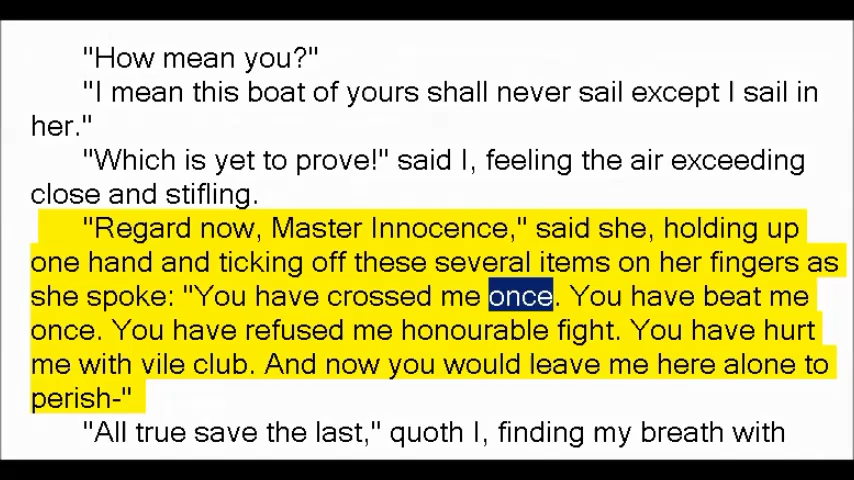 "How mean you?"
"I mean this boat of yours shall never sail except I sail in
her."
"Which is yet to prove!" said I, feeling the air exceeding
close and stifling.
"Regard now, Master Innocence," said she, holding up
one hand and ticking off these several items on her fingers as
she spoke: "You have crossed me once. You have beat me
once. You have refused me honourable fight. You have hurt
me with vile club. And now you would leave me here alone to
perish-"
"All true save the last," quoth I, finding my breath with